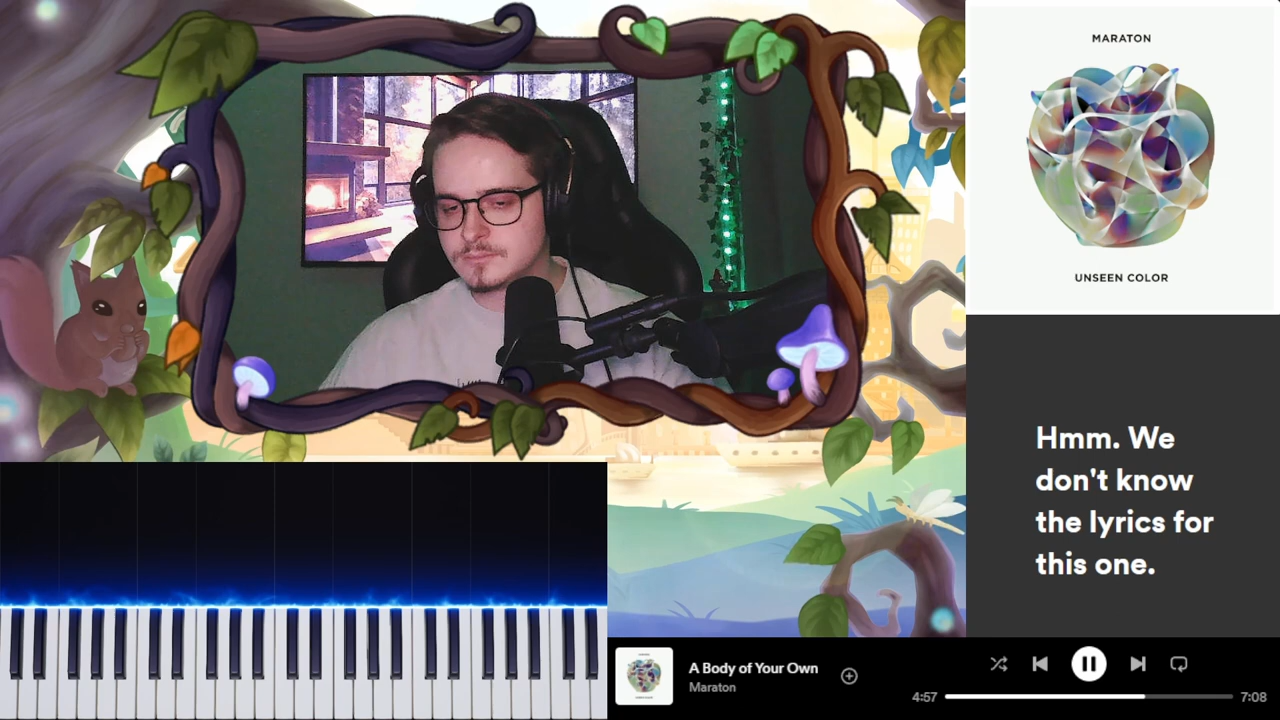 MARATON
UNSEEN COLOR
Hmm. We
don't know
the lyrics for
this one.
A Body of Your Own
Maraton
4:57
7:08